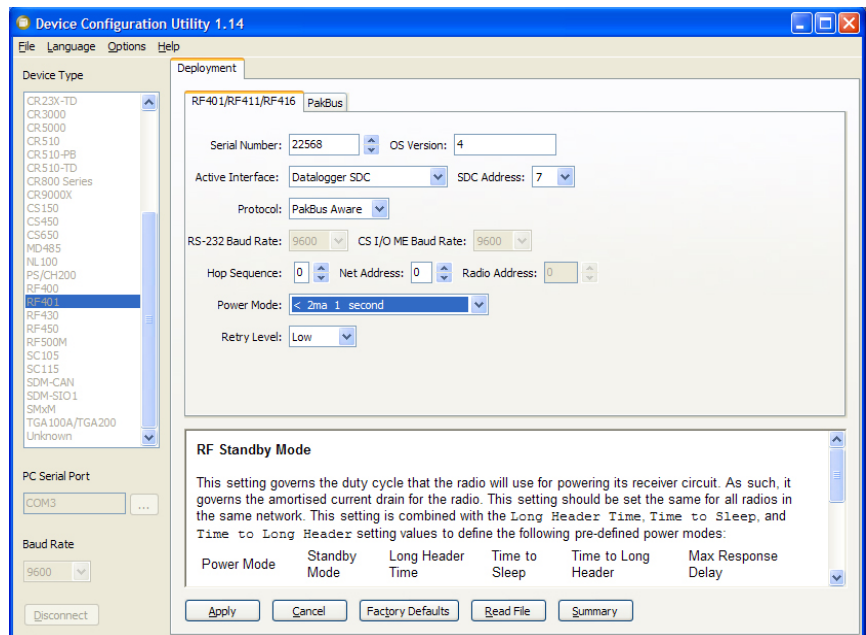 Device Configuration Utility 1.14
File Language Options Help
Device Type
CR23X-TD
CR3000
CR5000
CR510
CR510-PB
CR510-TD
CR800 Series
CR9000X
CS150
CS450
CS650
MD485
NL100
PS/CH200
RF400
RF401
RF430
RF450
RF500M
SC105
SC115
SDM-CAN
SDM-SIO1
SMxM
TGA100A/TGA200
Unknown
PC Serial Port
COM3 ...
Baud Rate
9600
Disconnect
Deployment
RF401/RF411/RF416 PakBus
Serial Number: 22568 OS Version: 4
Active Interface: Datalogger SDC SDC Address: 7
Protocol: PakBus Aware
RS-232 Baud Rate: 9600 CS I/O ME Baud Rate: 9600
Hop Sequence: 0 Net Address: 0 Radio Address: 0
Power Mode: < 2ma 1 second
Retry Level: Low
RF Standby Mode
This setting governs the duty cycle that the radio will use for powering its receiver circuit. As such, it
governs the amortised current drain for the radio. This setting should be set the same for all radios in
the same network. This setting is combined with the Long Header Time, Time to Sleep, and
Time to Long Header setting values to define the following pre-defined power modes:
Power Mode Standby Mode Long Header Time Time to Sleep Time to Long Header Max Response Delay
Apply Cancel Factory Defaults Read File Summary